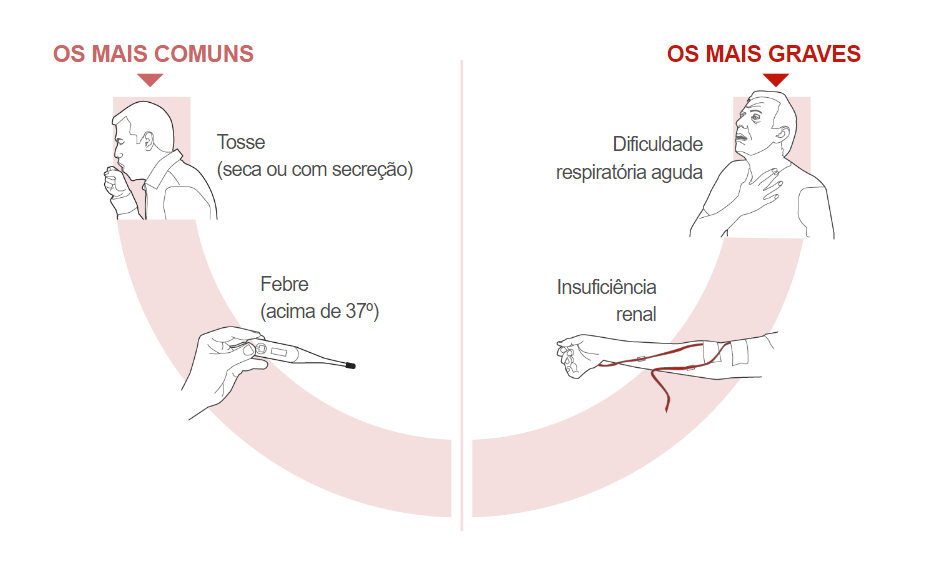 OS MAIS COMUNS
Tosse
(seca ou com secreção)
Febre
(acima de 37º)
OS MAIS GRAVES
Dificuldade
respiratória aguda
Insuficiência
renal